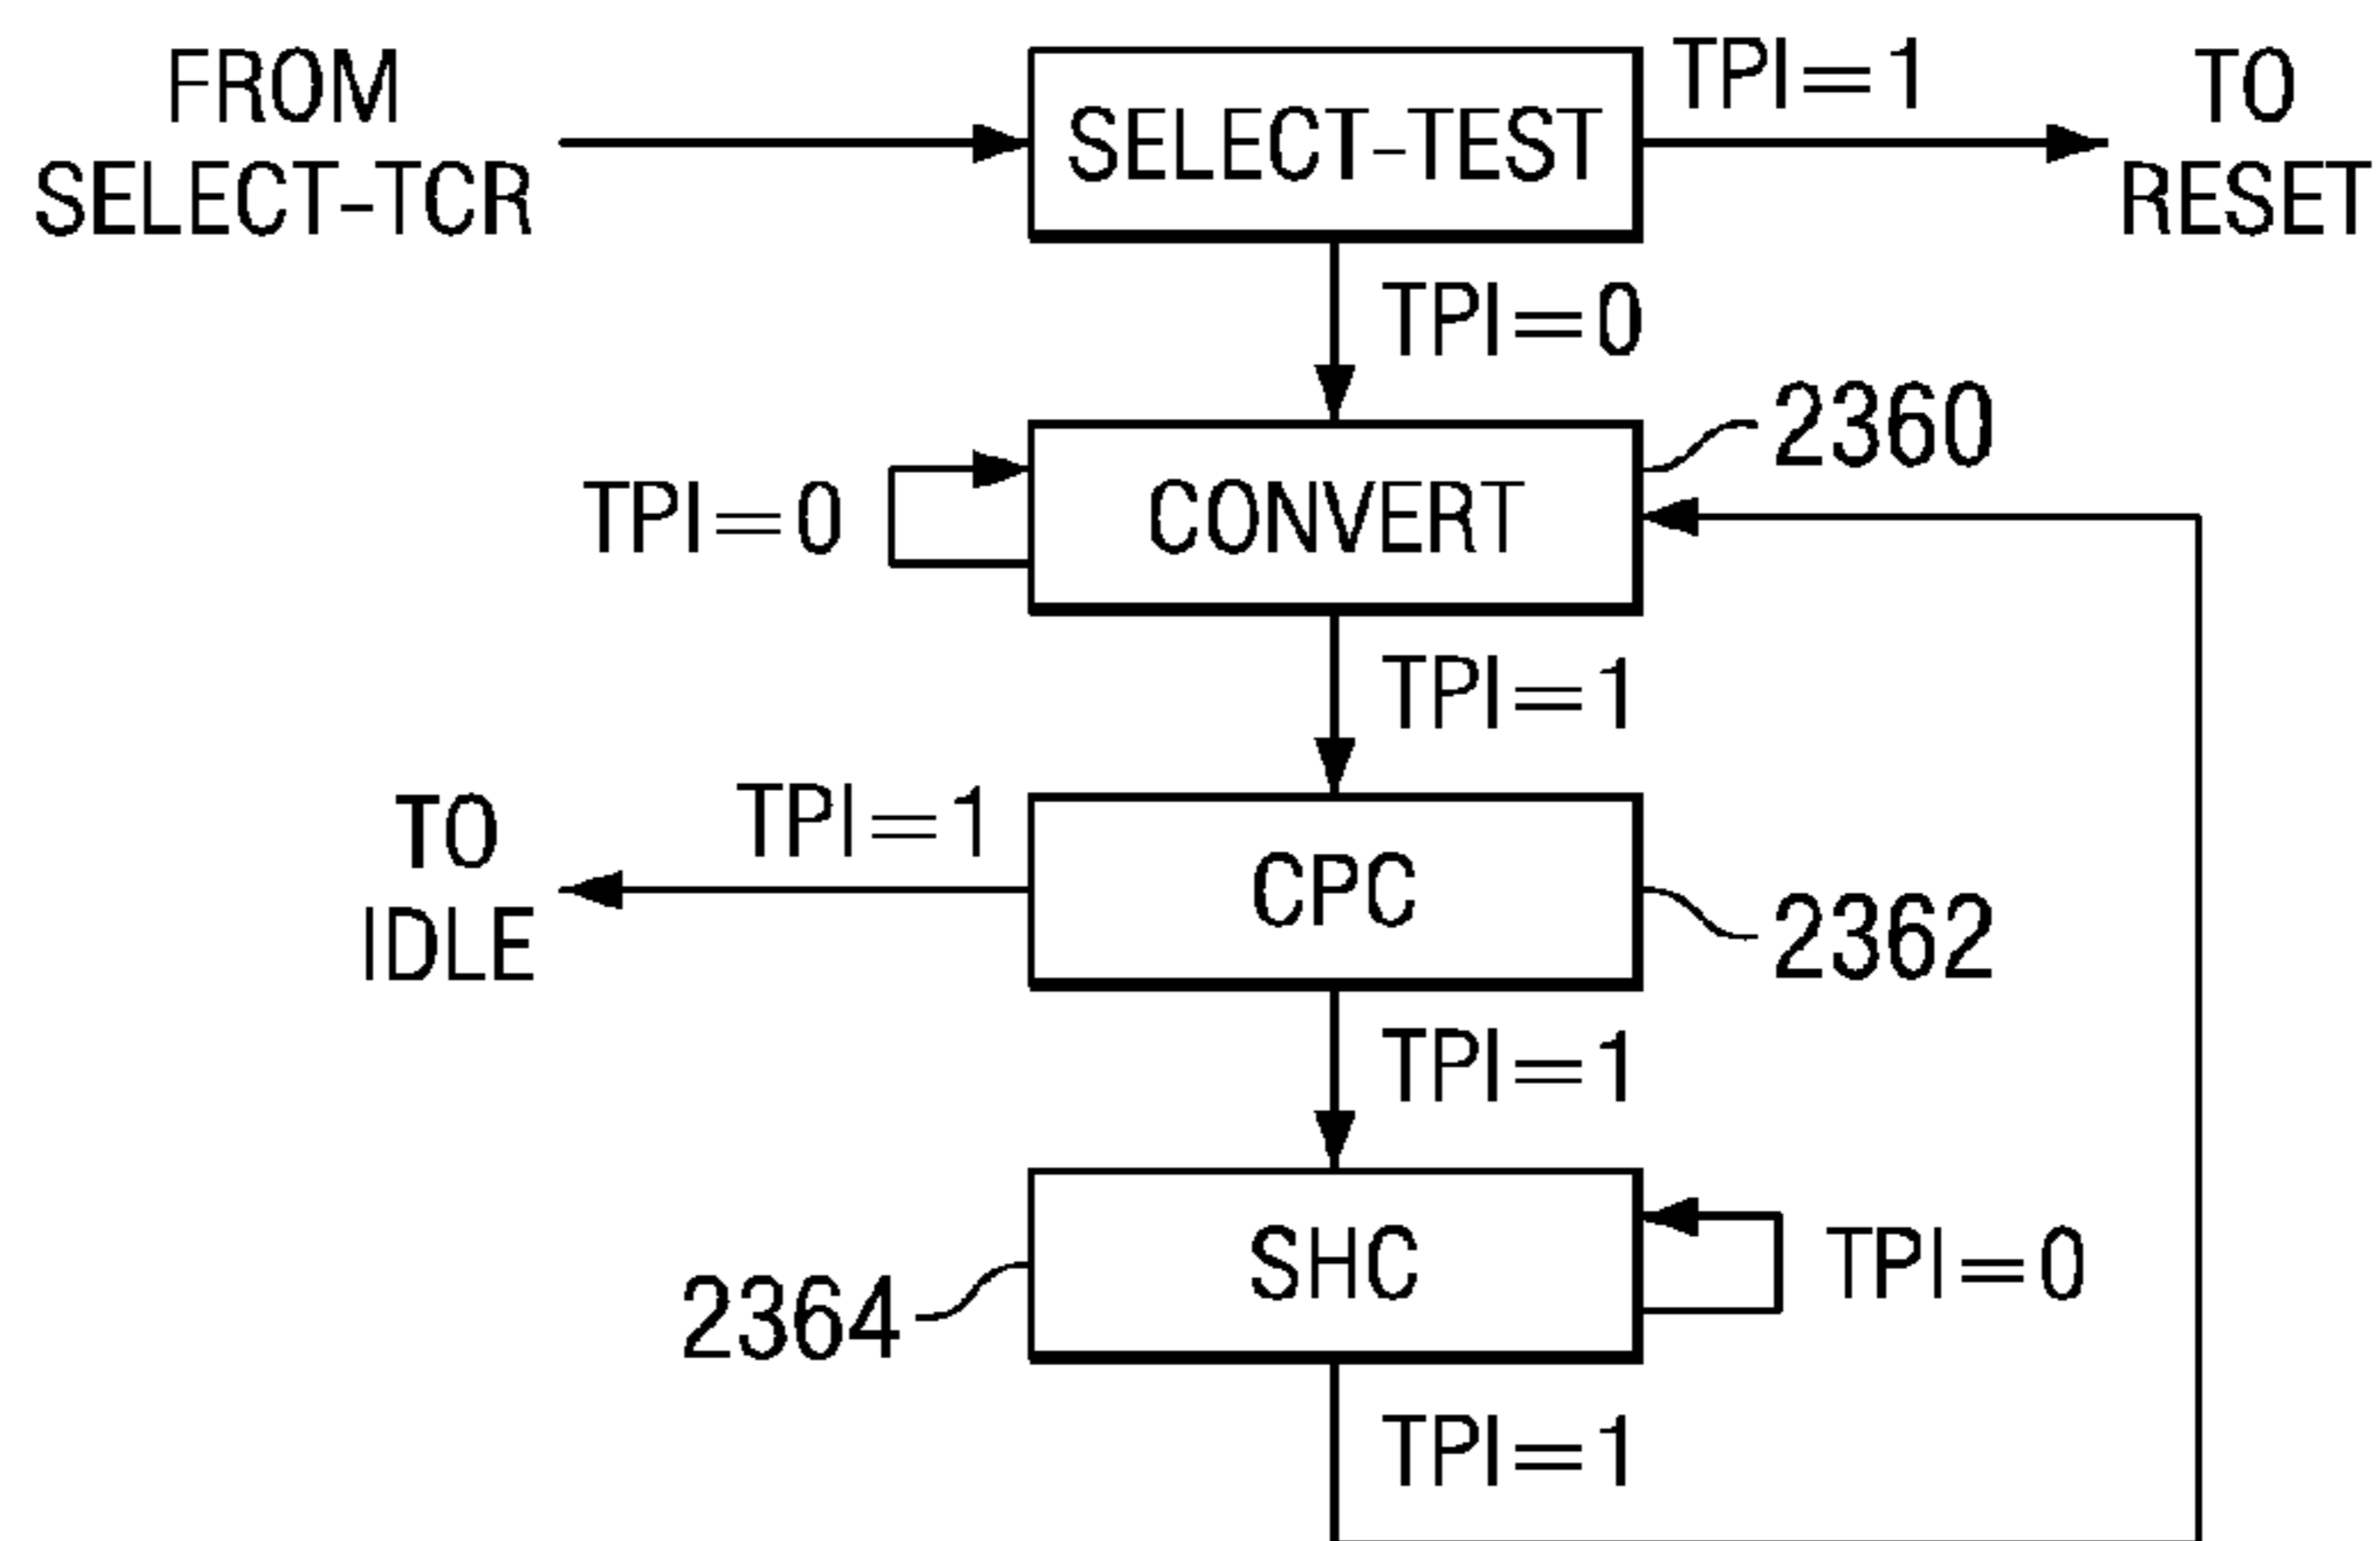 FROM
SELECT-TCR
SELECT-TEST
TPI=1
TO
RESET
TPI=0
2360
TPI=0
CONVERT
TPI=1
TO
IDLE
TPI=1
CPC
2362
TPI=1
SHC
TPI=0
2364
TPI=1